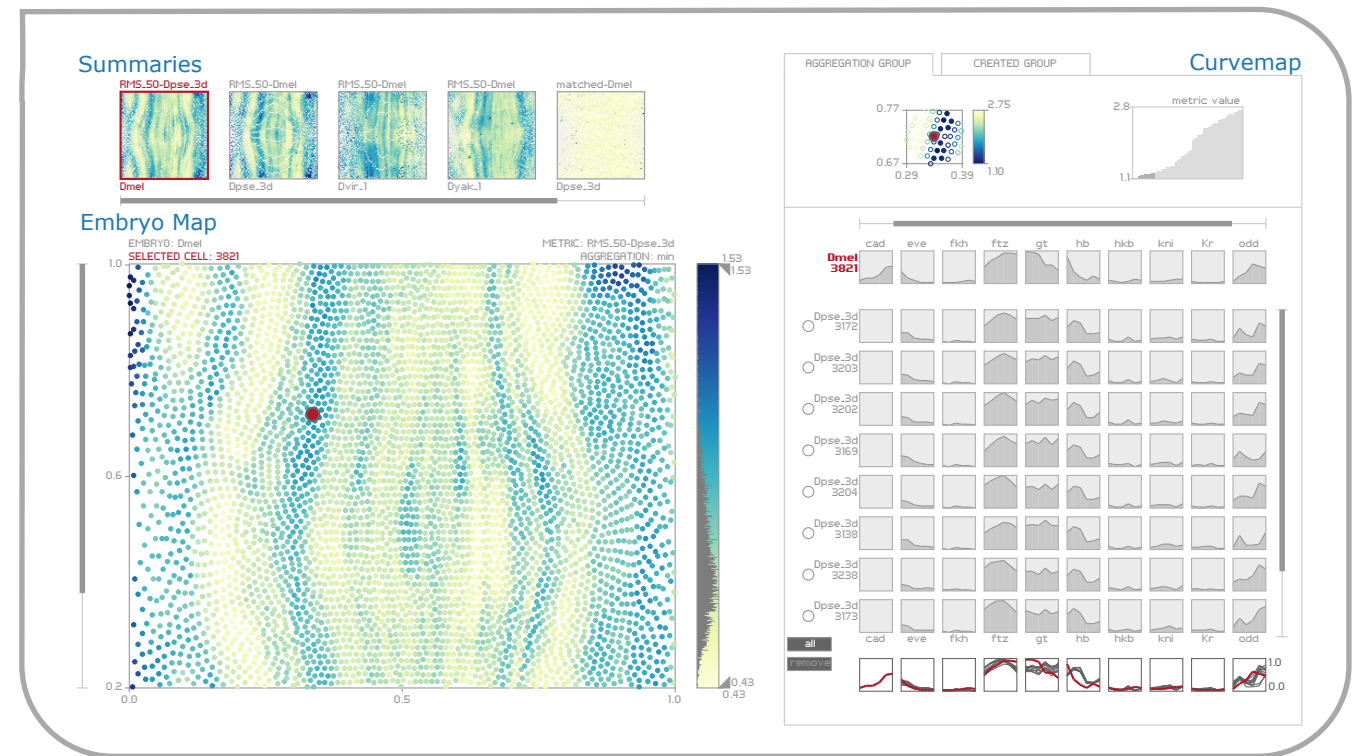 Summaries
RMS_50-Dpse_3d RMS_50-Dmel RMS_50-Dmel RMS_50-Dmel matched-Dmel
Dmel Dpse_3d Dvir_1 Dyak_1 Dpse_3d
Embryo Map
EMBRYO: Dmel METRIC: RMS_50-Dpse_3d
SELECTED CELL: 3821 AGGREGATION: min
1.0
0.6
0.2
0.0 0.5 1.0
1.53
1.53
0.43
0.43
AGGREGATION GROUP CREATED GROUP Curvemap
0.77
0.67
0.29 0.39
2.75
1.10
metric value
2.8
1.1
cad eve fkh ftz gt hb hkb kni Kr odd
Dmel
3821
Dpse_3d
3172
Dpse_3d
3203
Dpse_3d
3202
Dpse_3d
3169
Dpse_3d
3204
Dpse_3d
3138
Dpse_3d
3238
Dpse_3d
3173
cad eve fkh ftz gt hb hkb kni Kr odd
all
remove
1.0
0.0